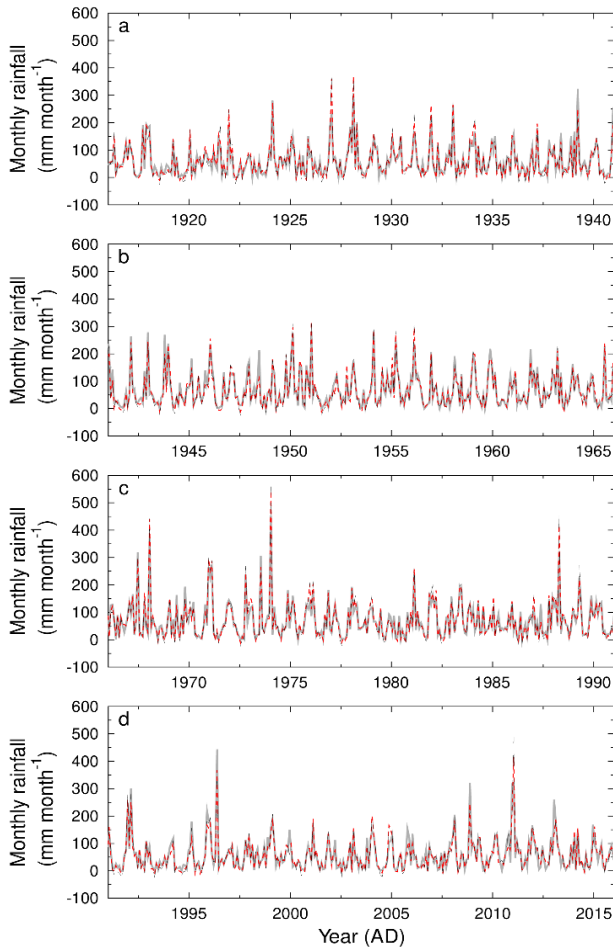 a
Monthly rainfall
(mm month⁻¹)
600
500
400
300
200
100
0
-100
1920 1925 1930 1935 1940
b
Monthly rainfall
(mm month⁻¹)
600
500
400
300
200
100
0
-100
1945 1950 1955 1960 1965
c
Monthly rainfall
(mm month⁻¹)
600
500
400
300
200
100
0
-100
1970 1975 1980 1985 1990
d
Monthly rainfall
(mm month⁻¹)
600
500
400
300
200
100
0
-100
1995 2000 2005 2010 2015
Year (AD)